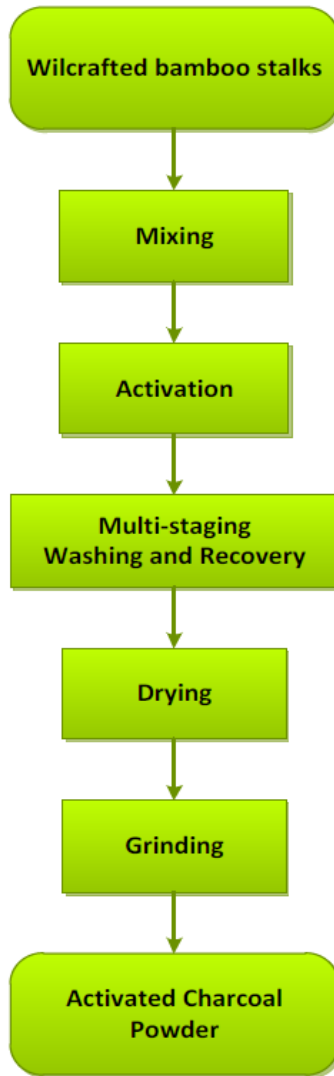 Wilcrafted bamboo stalks
Mixing
Activation
Multi-staging
Washing and Recovery
Drying
Grinding
Activated Charcoal
Powder